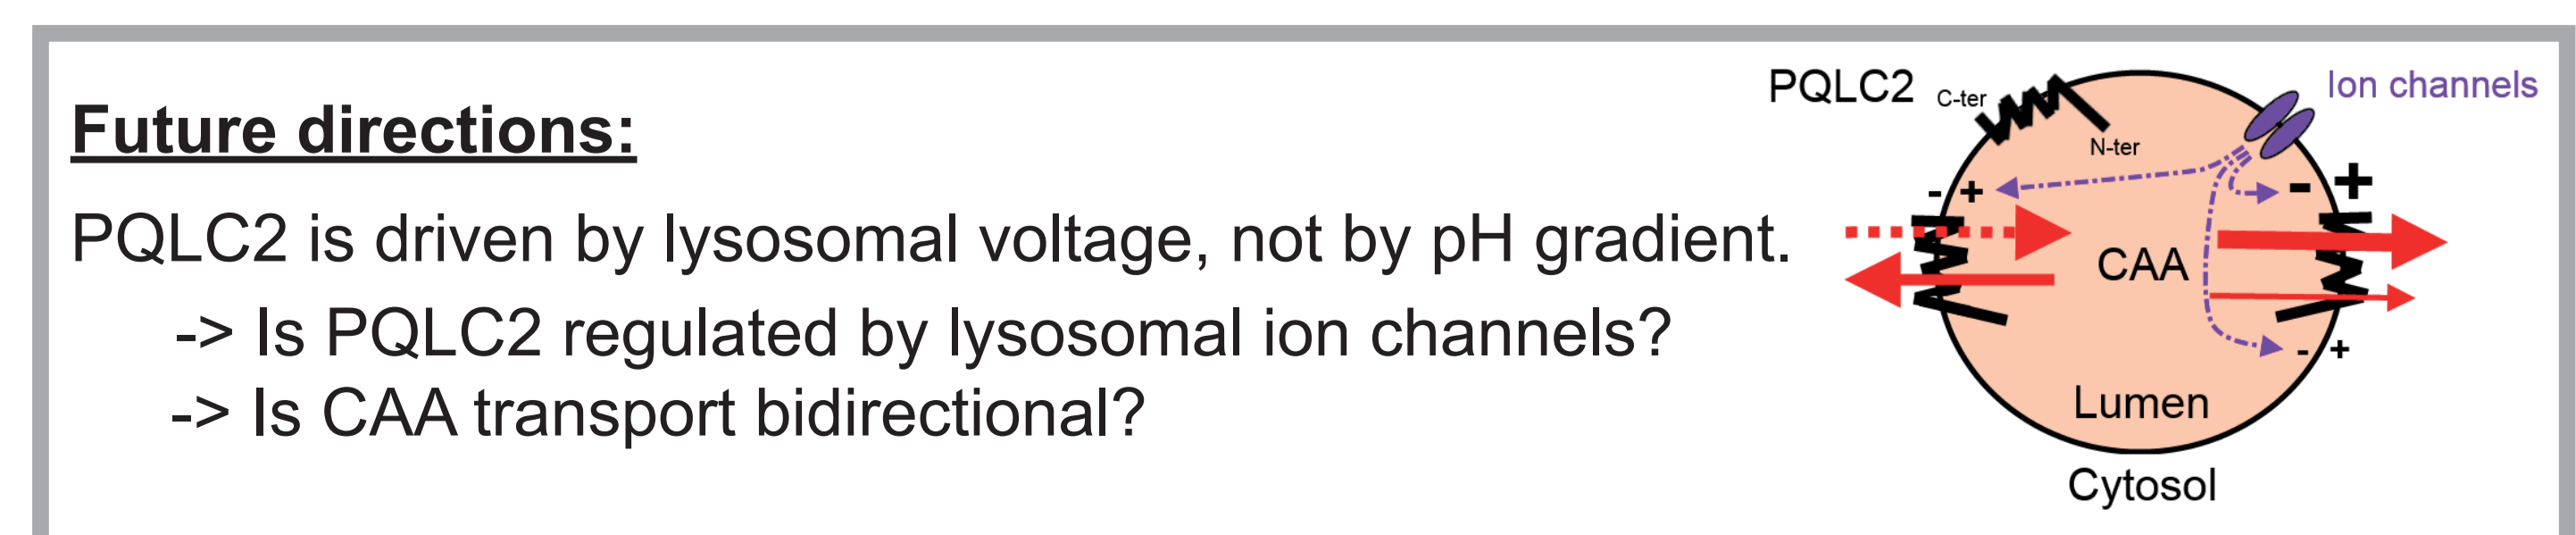 Future directions:
PQLC2 is driven by lysosomal voltage, not by pH gradient.
-> Is PQLC2 regulated by lysosomal ion channels?
-> Is CAA transport bidirectional?
PQLC2
C-ter
N-ter
Ion channels
- +
- +
CAA
- +
Lumen
Cytosol